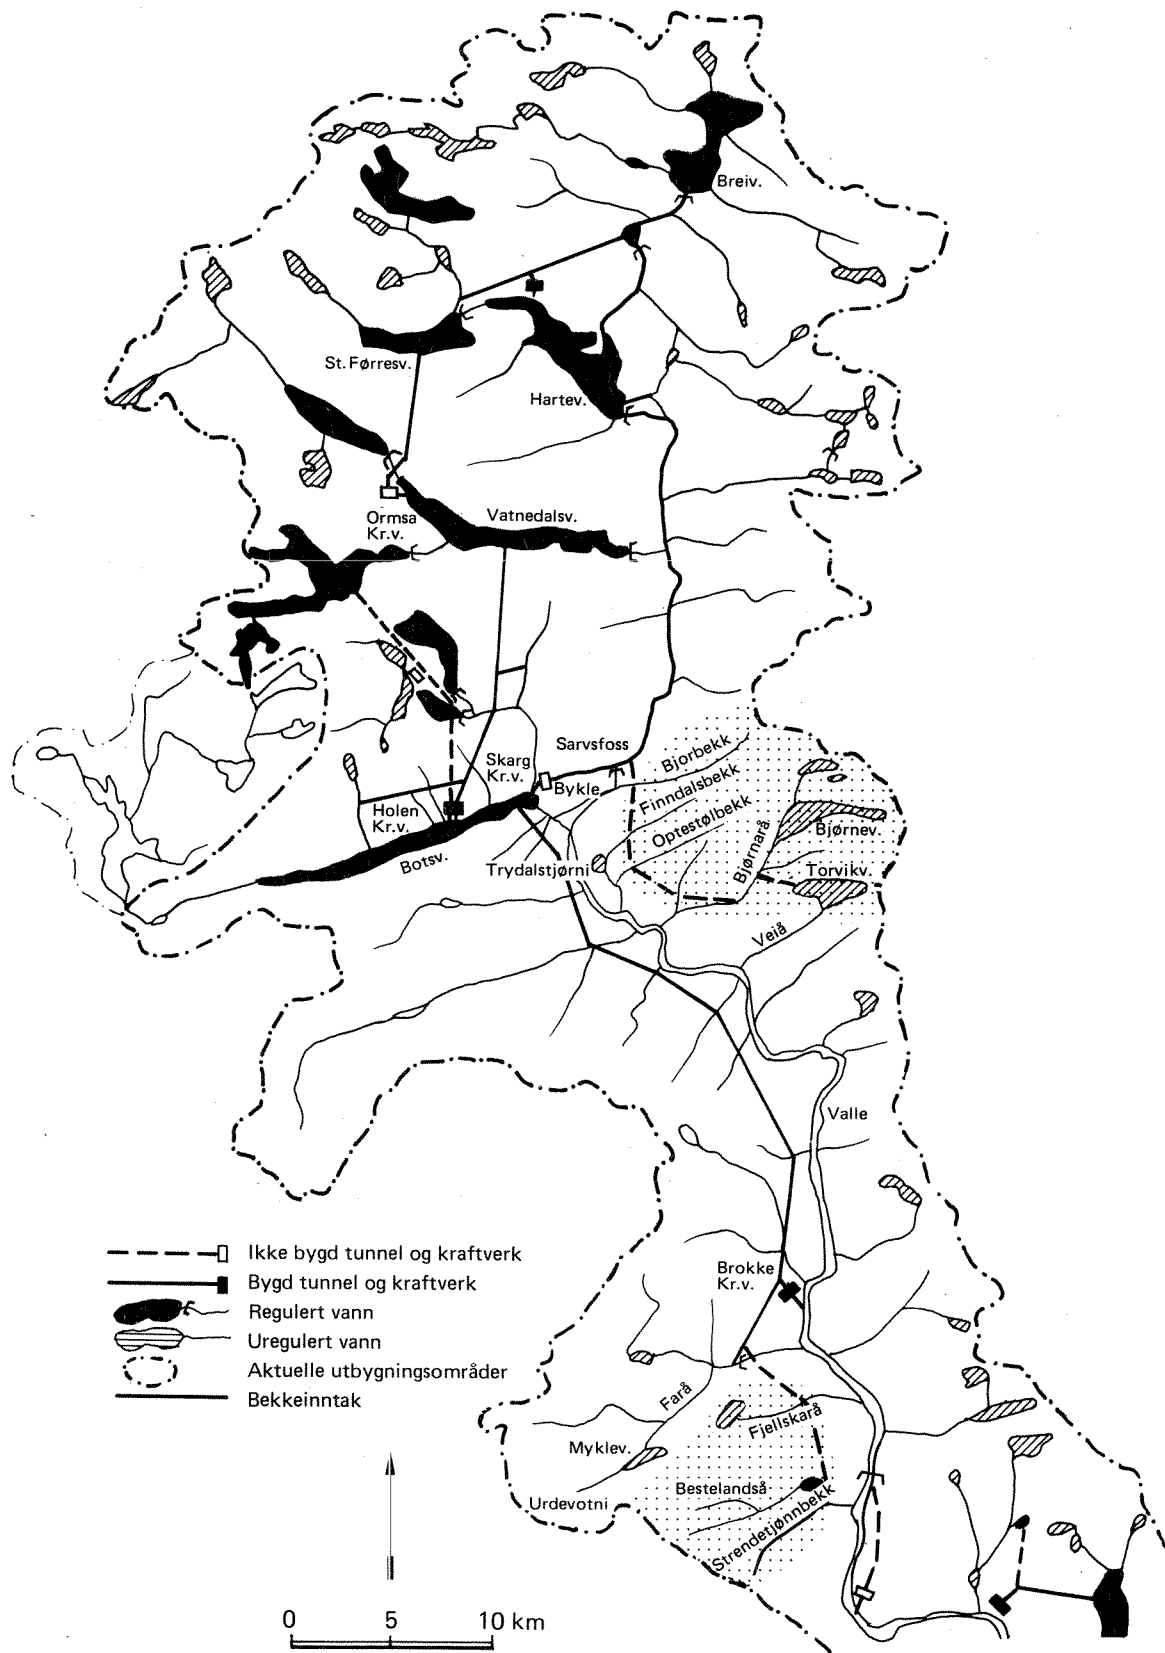 Breiv.
St. Førresv.
Hartev.
Ormsa
Kr.v.
Vatnedalsv.
Sarvsfoss
Skarg
Kr.v.
Bykle
Bjorbekk
Finndalsbekk
Optestølbekk
Holen
Kr.v.
Botsv.
Trydalstjørni
Bjørnarå
Bjørnev.
Torvikv.
Veiå
Valle
Ikke bygd tunnel og kraftverk
Bygd tunnel og kraftverk
Regulert vann
Uregulert vann
Aktuelle utbygningsområder
Bekkeinntak
Brokke
Kr.v.
Farå
Fjellskarå
Myklev.
Bestelandså
Urdevotni
Strendetjønnbekk
0 5 10 km